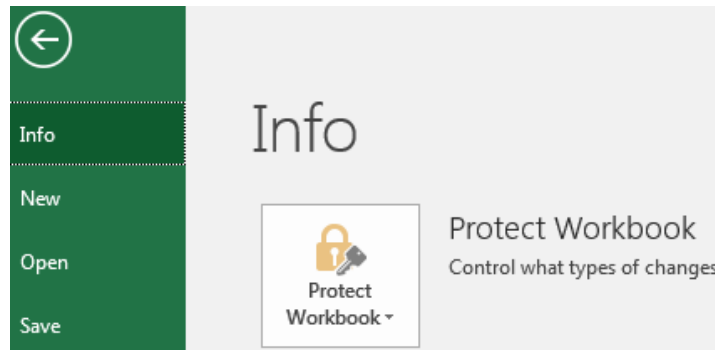 Info
New
Open
Save
Info
Protect
Workbook
Protect Workbook
Control what types of changes